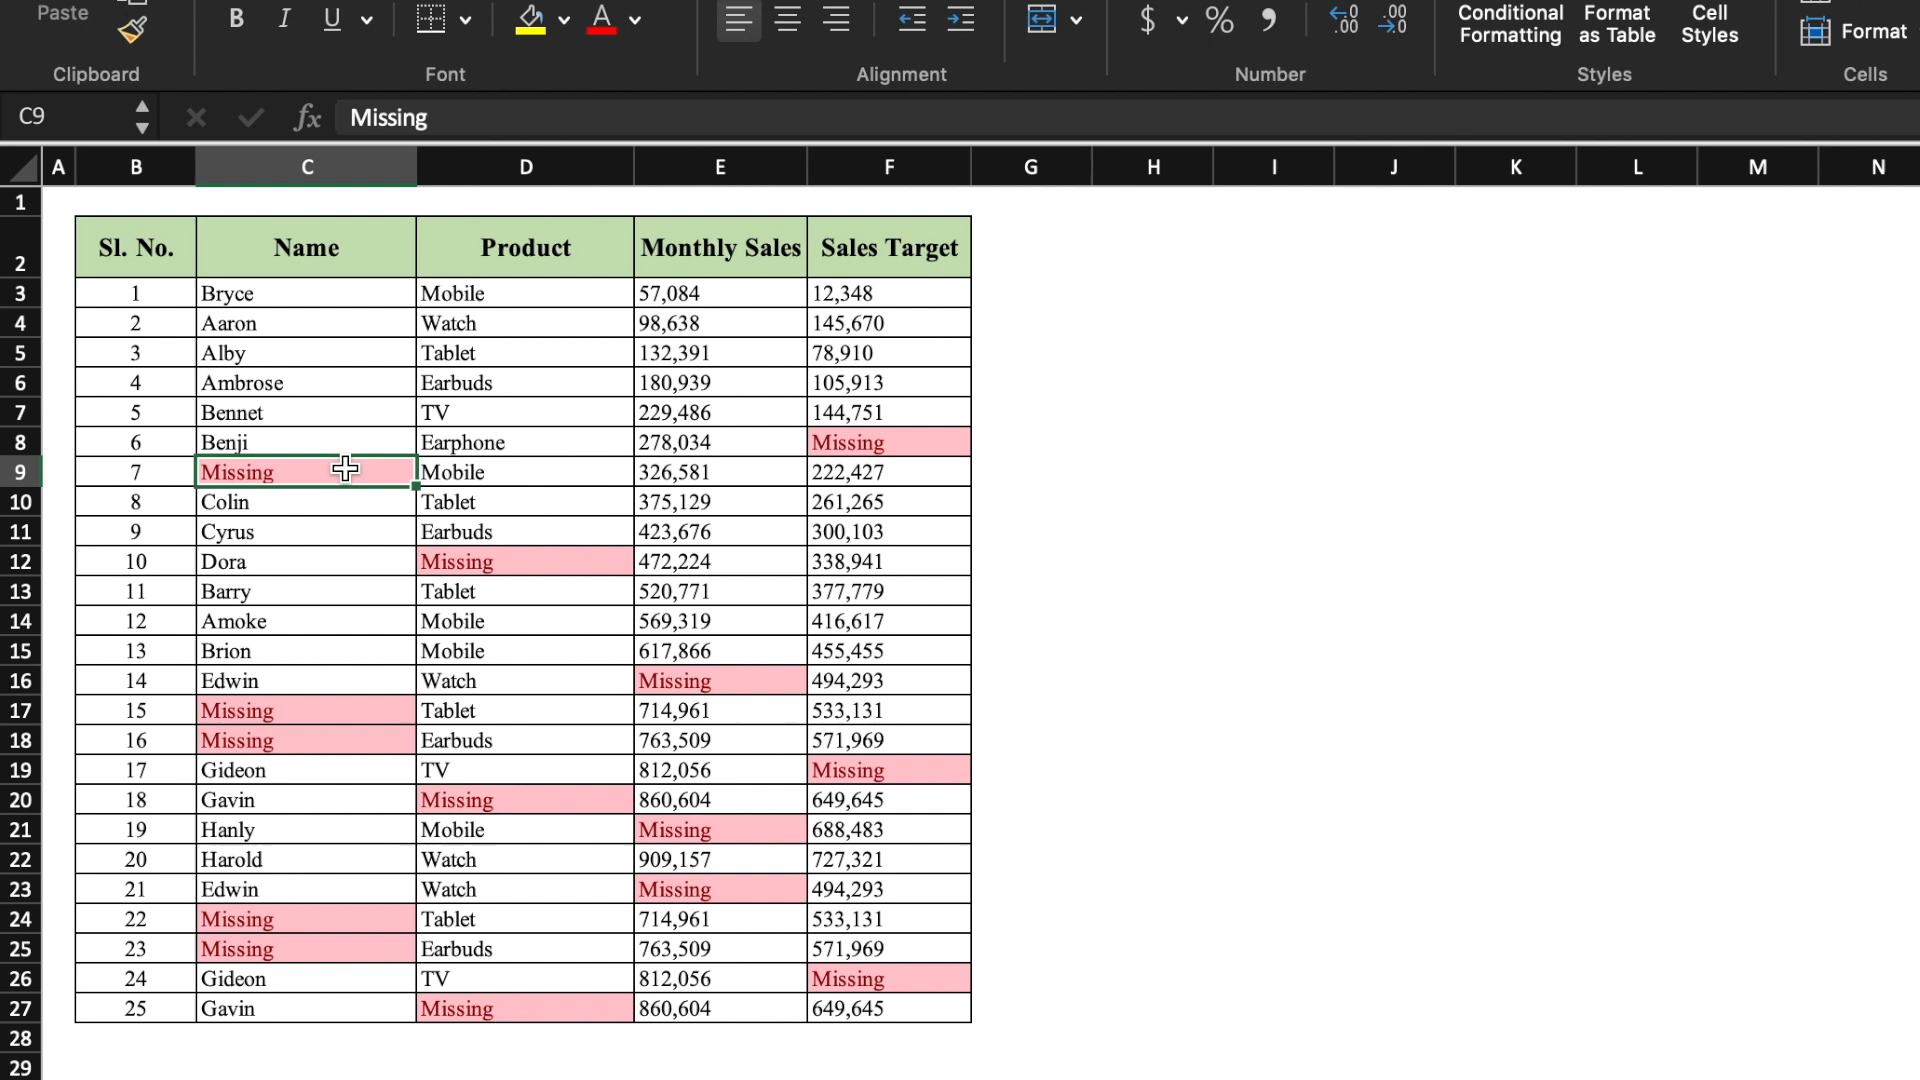 Paste
B I U A $ % , ←0 .00 .00 →0 Conditional Formatting Format as Table Cell Styles Format
Clipboard Font Alignment Number Styles Cells
C9 fx Missing
A B C D E F G H I J K L M N
1
2 Sl. No. Name Product Monthly Sales Sales Target
3 1 Bryce Mobile 57,084 12,348
4 2 Aaron Watch 98,638 145,670
5 3 Alby Tablet 132,391 78,910
6 4 Ambrose Earbuds 180,939 105,913
7 5 Bennet TV 229,486 144,751
8 6 Benji Earphone 278,034 Missing
9 7 Missing Mobile 326,581 222,427
10 8 Colin Tablet 375,129 261,265
11 9 Cyrus Earbuds 423,676 300,103
12 10 Dora Missing 472,224 338,941
13 11 Barry Tablet 520,771 377,779
14 12 Amoke Mobile 569,319 416,617
15 13 Brion Mobile 617,866 455,455
16 14 Edwin Watch Missing 494,293
17 15 Missing Tablet 714,961 533,131
18 16 Missing Earbuds 763,509 571,969
19 17 Gideon TV 812,056 Missing
20 18 Gavin Missing 860,604 649,645
21 19 Hanly Mobile Missing 688,483
22 20 Harold Watch 909,157 727,321
23 21 Edwin Watch Missing 494,293
24 22 Missing Tablet 714,961 533,131
25 23 Missing Earbuds 763,509 571,969
26 24 Gideon TV 812,056 Missing
27 25 Gavin Missing 860,604 649,645
28
29